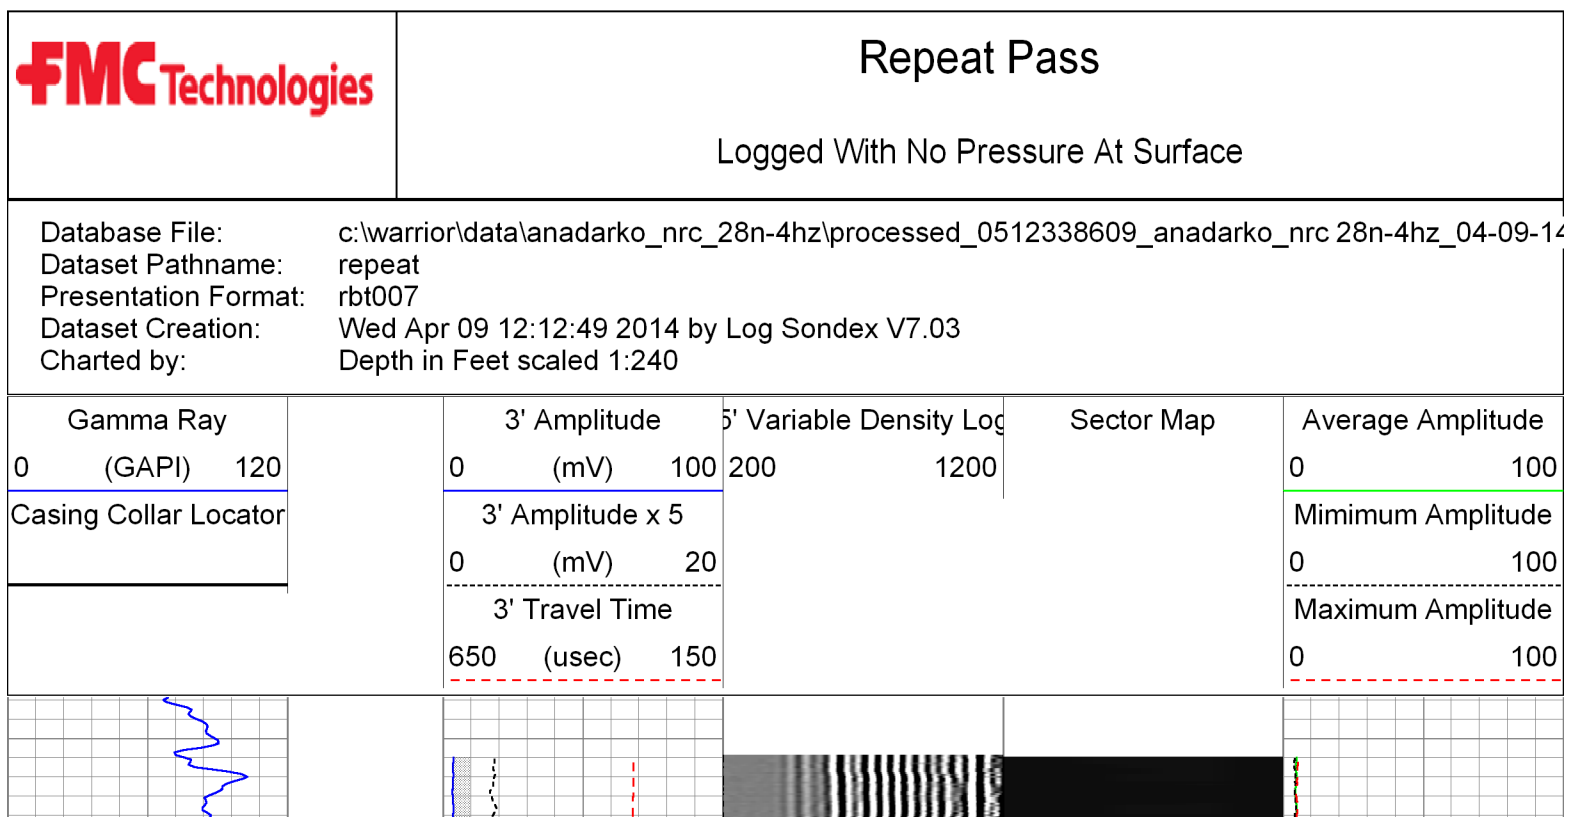 FMC Technologies
Repeat Pass
Logged With No Pressure At Surface
Database File: c:\warrior\data\anadarko_nrc_28n-4hz\processed_0512338609_anadarko_nrc 28n-4hz_04-09-14
Dataset Pathname: repeat
Presentation Format: rbt007
Dataset Creation: Wed Apr 09 12:12:49 2014 by Log Sondex V7.03
Charted by: Depth in Feet scaled 1:240
Gamma Ray
0 (GAPI) 120
Casing Collar Locator
3' Amplitude
0 (mV) 100
3' Amplitude x 5
0 (mV) 20
3' Travel Time
650 (usec) 150
5' Variable Density Log
200 1200
Sector Map
Average Amplitude
0 100
Mimimum Amplitude
0 100
Maximum Amplitude
0 100